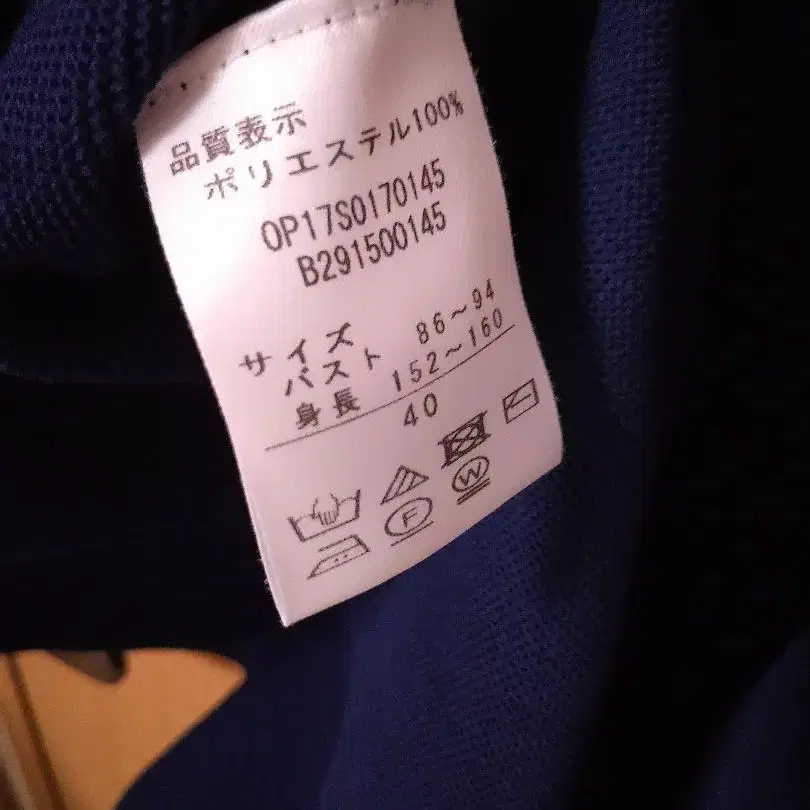 品質表示
ポリエステル100%
OP17S0170145
B291500145
サイズ
バスト 86～94
身長 152～160
40
F W